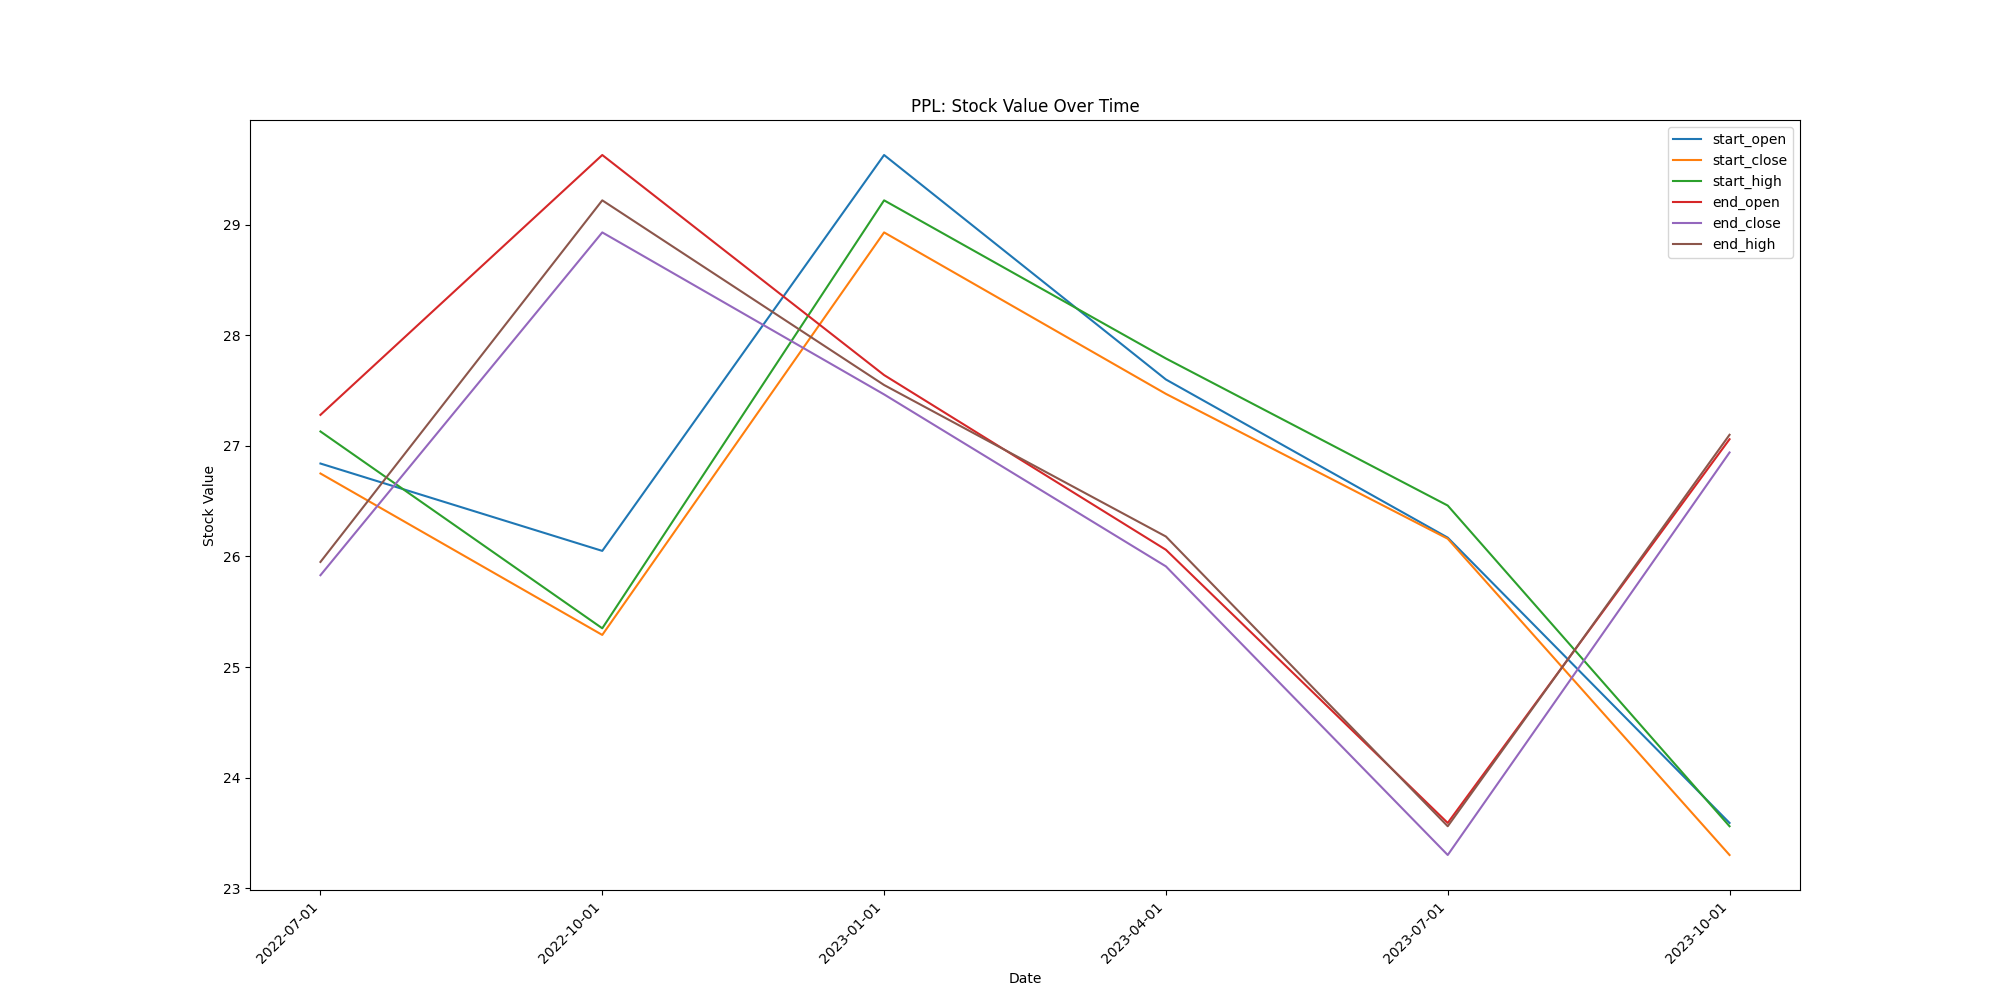 PPL: Stock Value Over Time
start_open
start_close
start_high
end_open
end_close
end_high
Stock Value
29
28
27
26
25
24
23
2022-07-01
2022-10-01
2023-01-01
2023-04-01
2023-07-01
2023-10-01
Date